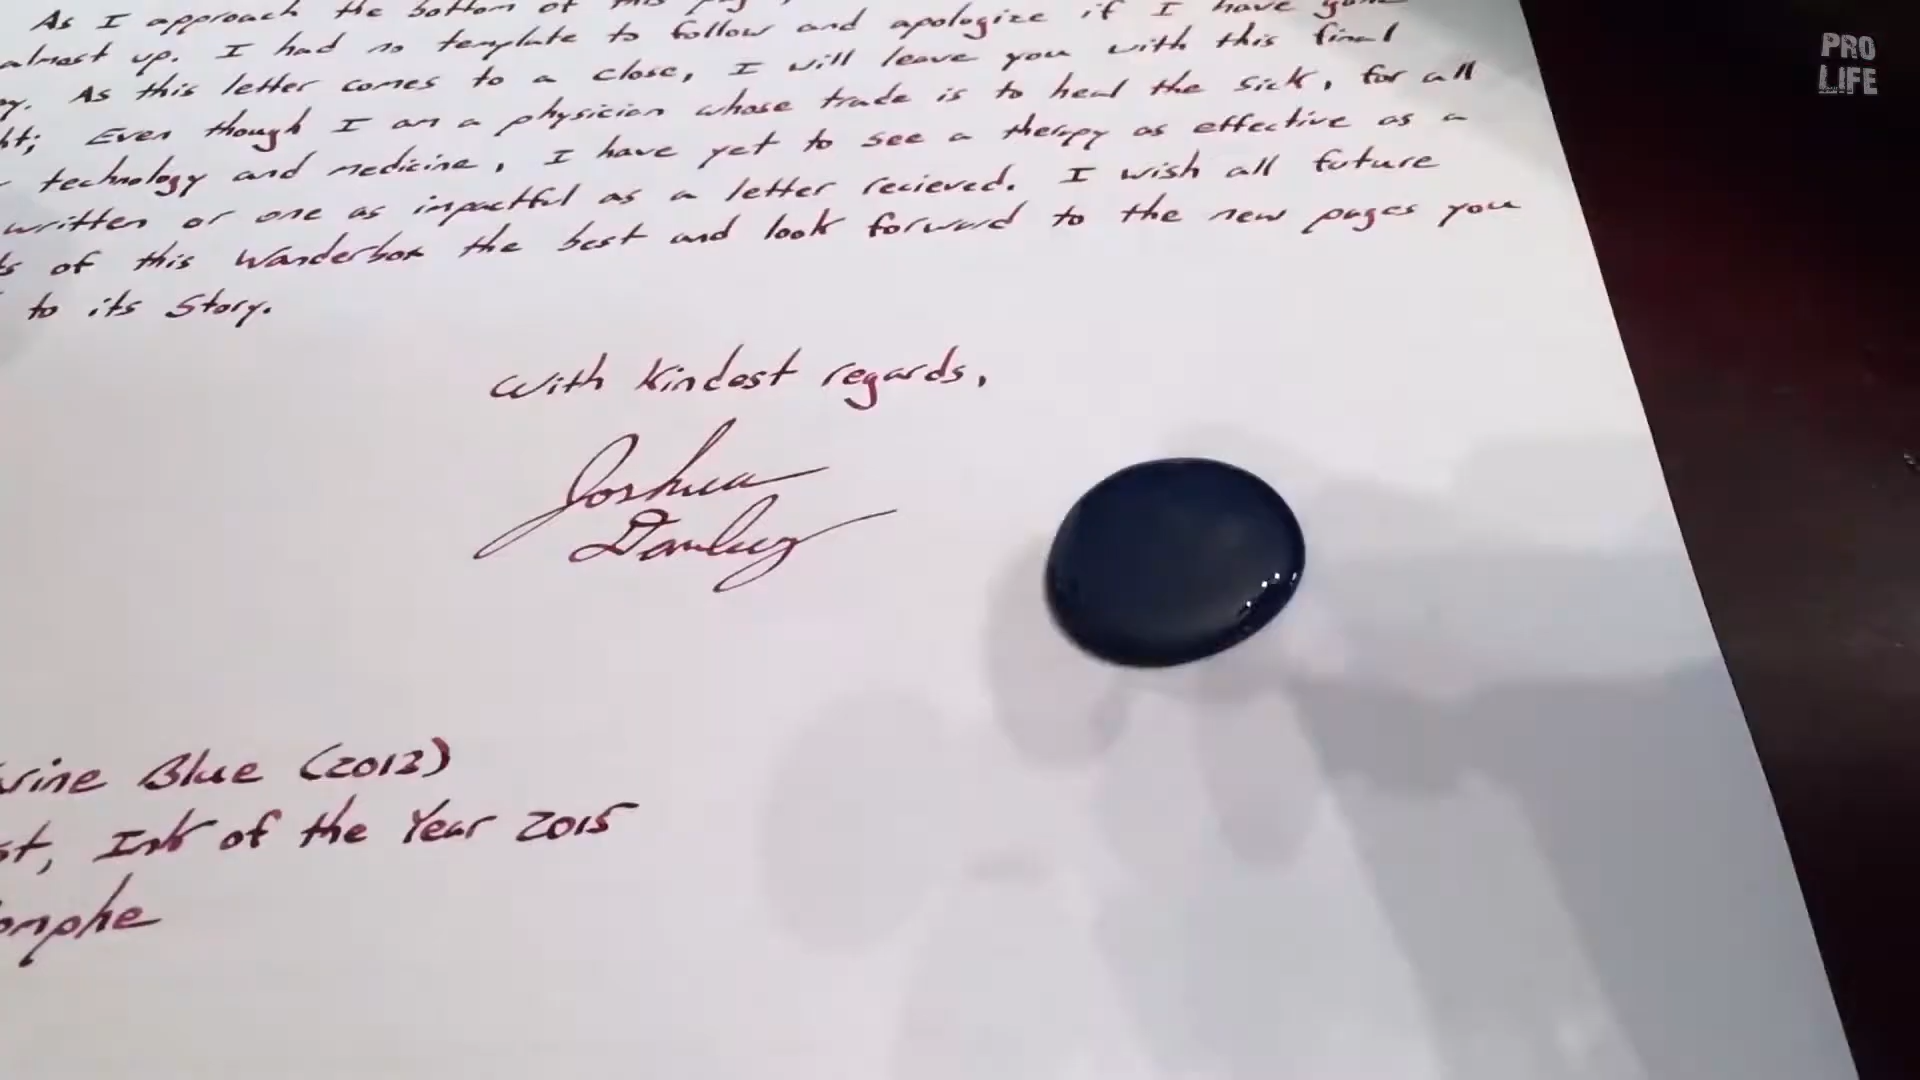 As I approach the bottom of this
almost up. I had no template to follow and apologize if I have gone
As this letter comes to a close, I will leave you with this final
Even though I am a physician whose trade is to heal the sick, for all
technology and medicine, I have yet to see a therpy as effective as a
written or one as impactful as a letter recieved. I wish all future
of this Wanderbox the best and look forward to the new pages you
to its Story.
With kindest regards,
Joshua
Blue (2012)
Ink of the Year 2015
PRO
LIFE